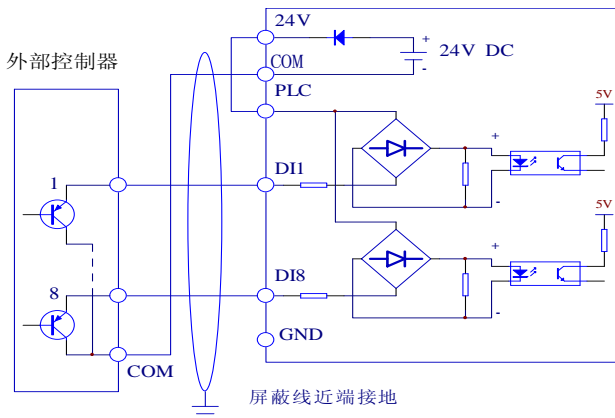 24V
+
24V DC
-
COM
外部控制器
PLC
5V
+
1
DI1
-
5V
+
8
DI8
-
GND
COM
屏蔽线近端接地